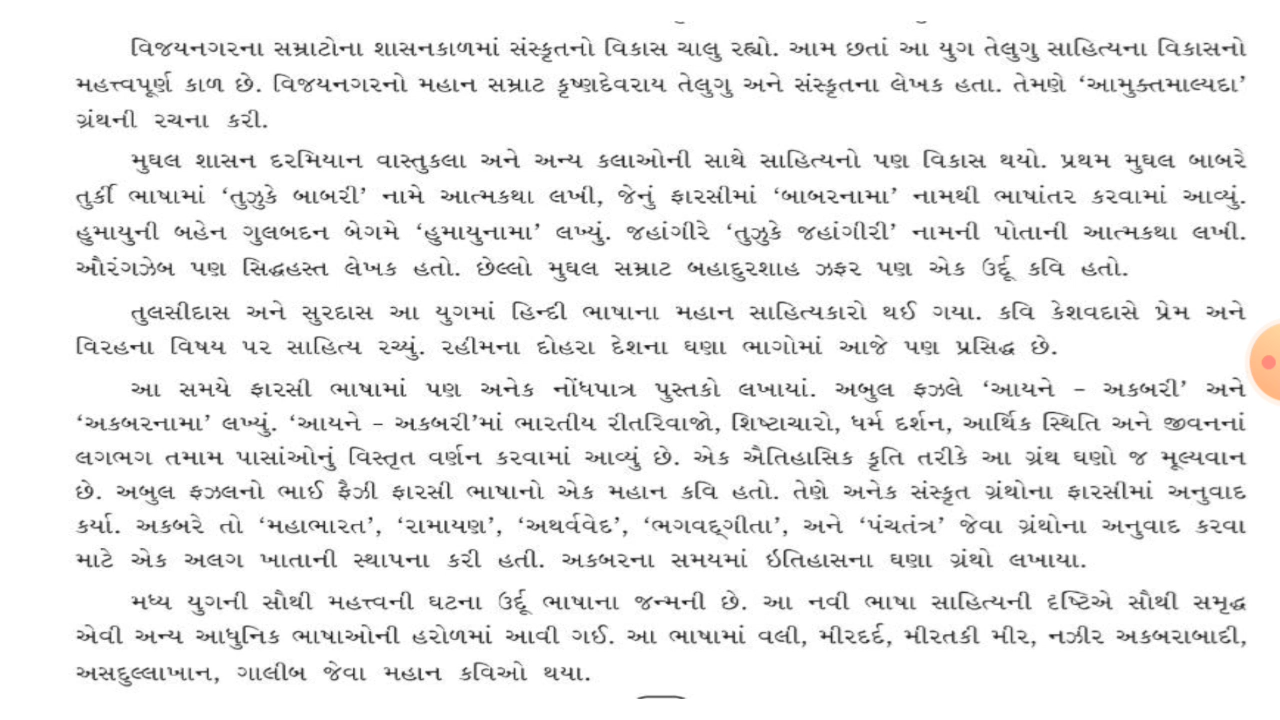 વિજયનગરના સમ્રાટોના શાસનકાળમાં સંસ્કૃતનો વિકાસ ચાલુ રહ્યો. આમ છતાં આ યુગ તેલુગુ સાહિત્યના વિકાસનો
મહત્ત્વપૂર્ણ કાળ છે. વિજયનગરનો મહાન સમ્રાટ કૃષ્ણદેવરાય તેલુગુ અને સંસ્કૃતના લેખક હતા. તેમણે ‘આમુક્તમાલ્યદા’
ગ્રંથની રચના કરી.
મુઘલ શાસન દરમિયાન વાસ્તુકલા અને અન્ય કલાઓની સાથે સાહિત્યનો પણ વિકાસ થયો. પ્રથમ મુઘલ બાબરે
તુર્કી ભાષામાં ‘તુઝુકે બાબરી’ નામે આત્મકથા લખી, જેનું ફારસીમાં ‘બાબરનામા’ નામથી ભાષાંતર કરવામાં આવ્યું.
હુમાયુની બહેન ગુલબદન બેગમે ‘હુમાયુનામા’ લખ્યું. જહાંગીરે ‘તુઝુકે જહાંગીરી’ નામની પોતાની આત્મકથા લખી.
ઔરંગઝેબ પણ સિદ્ધહસ્ત લેખક હતો. છેલ્લો મુઘલ સમ્રાટ બહાદુરશાહ ઝફર પણ એક ઉર્દૂ કવિ હતો.
તુલસીદાસ અને સુરદાસ આ યુગમાં હિન્દી ભાષાના મહાન સાહિત્યકારો થઈ ગયા. કવિ કેશવદાસે પ્રેમ અને
વિરહના વિષય પર સાહિત્ય રચ્યું. રહીમના દોહરા દેશના ઘણા ભાગોમાં આજે પણ પ્રસિદ્ધ છે.
આ સમયે ફારસી ભાષામાં પણ અનેક નોંધપાત્ર પુસ્તકો લખાયાં. અબુલ ફઝલે ‘આયને – અકબરી’ અને
‘અકબરનામા’ લખ્યું. ‘આયને – અકબરી’માં ભારતીય રીતરિવાજો, શિષ્ટાચારો, ધર્મ દર્શન, આર્થિક સ્થિતિ અને જીવનનાં
લગભગ તમામ પાસાંઓનું વિસ્તૃત વર્ણન કરવામાં આવ્યું છે. એક ઐતિહાસિક કૃતિ તરીકે આ ગ્રંથ ઘણો જ મૂલ્યવાન
છે. અબુલ ફઝલનો ભાઈ ફૈઝી ફારસી ભાષાનો એક મહાન કવિ હતો. તેણે અનેક સંસ્કૃત ગ્રંથોના ફારસીમાં અનુવાદ
કર્યા. અકબરે તો ‘મહાભારત’, ‘રામાયણ’, ‘અથર્વવેદ’, ‘ભગવદ્ગીતા’, અને ‘પંચતંત્ર’ જેવા ગ્રંથોના અનુવાદ કરવા
માટે એક અલગ ખાતાની સ્થાપના કરી હતી. અકબરના સમયમાં ઇતિહાસના ઘણા ગ્રંથો લખાયા.
મધ્ય યુગની સૌથી મહત્ત્વની ઘટના ઉર્દૂ ભાષાના જન્મની છે. આ નવી ભાષા સાહિત્યની દૃષ્ટિએ સૌથી સમૃદ્ધ
એવી અન્ય આધુનિક ભાષાઓની હરોળમાં આવી ગઈ. આ ભાષામાં વલી, મીરદર્દ, મીરતકી મીર, નઝીર અકબરાબાદી,
અસદુલ્લાખાન, ગાલીબ જેવા મહાન કવિઓ થયા.